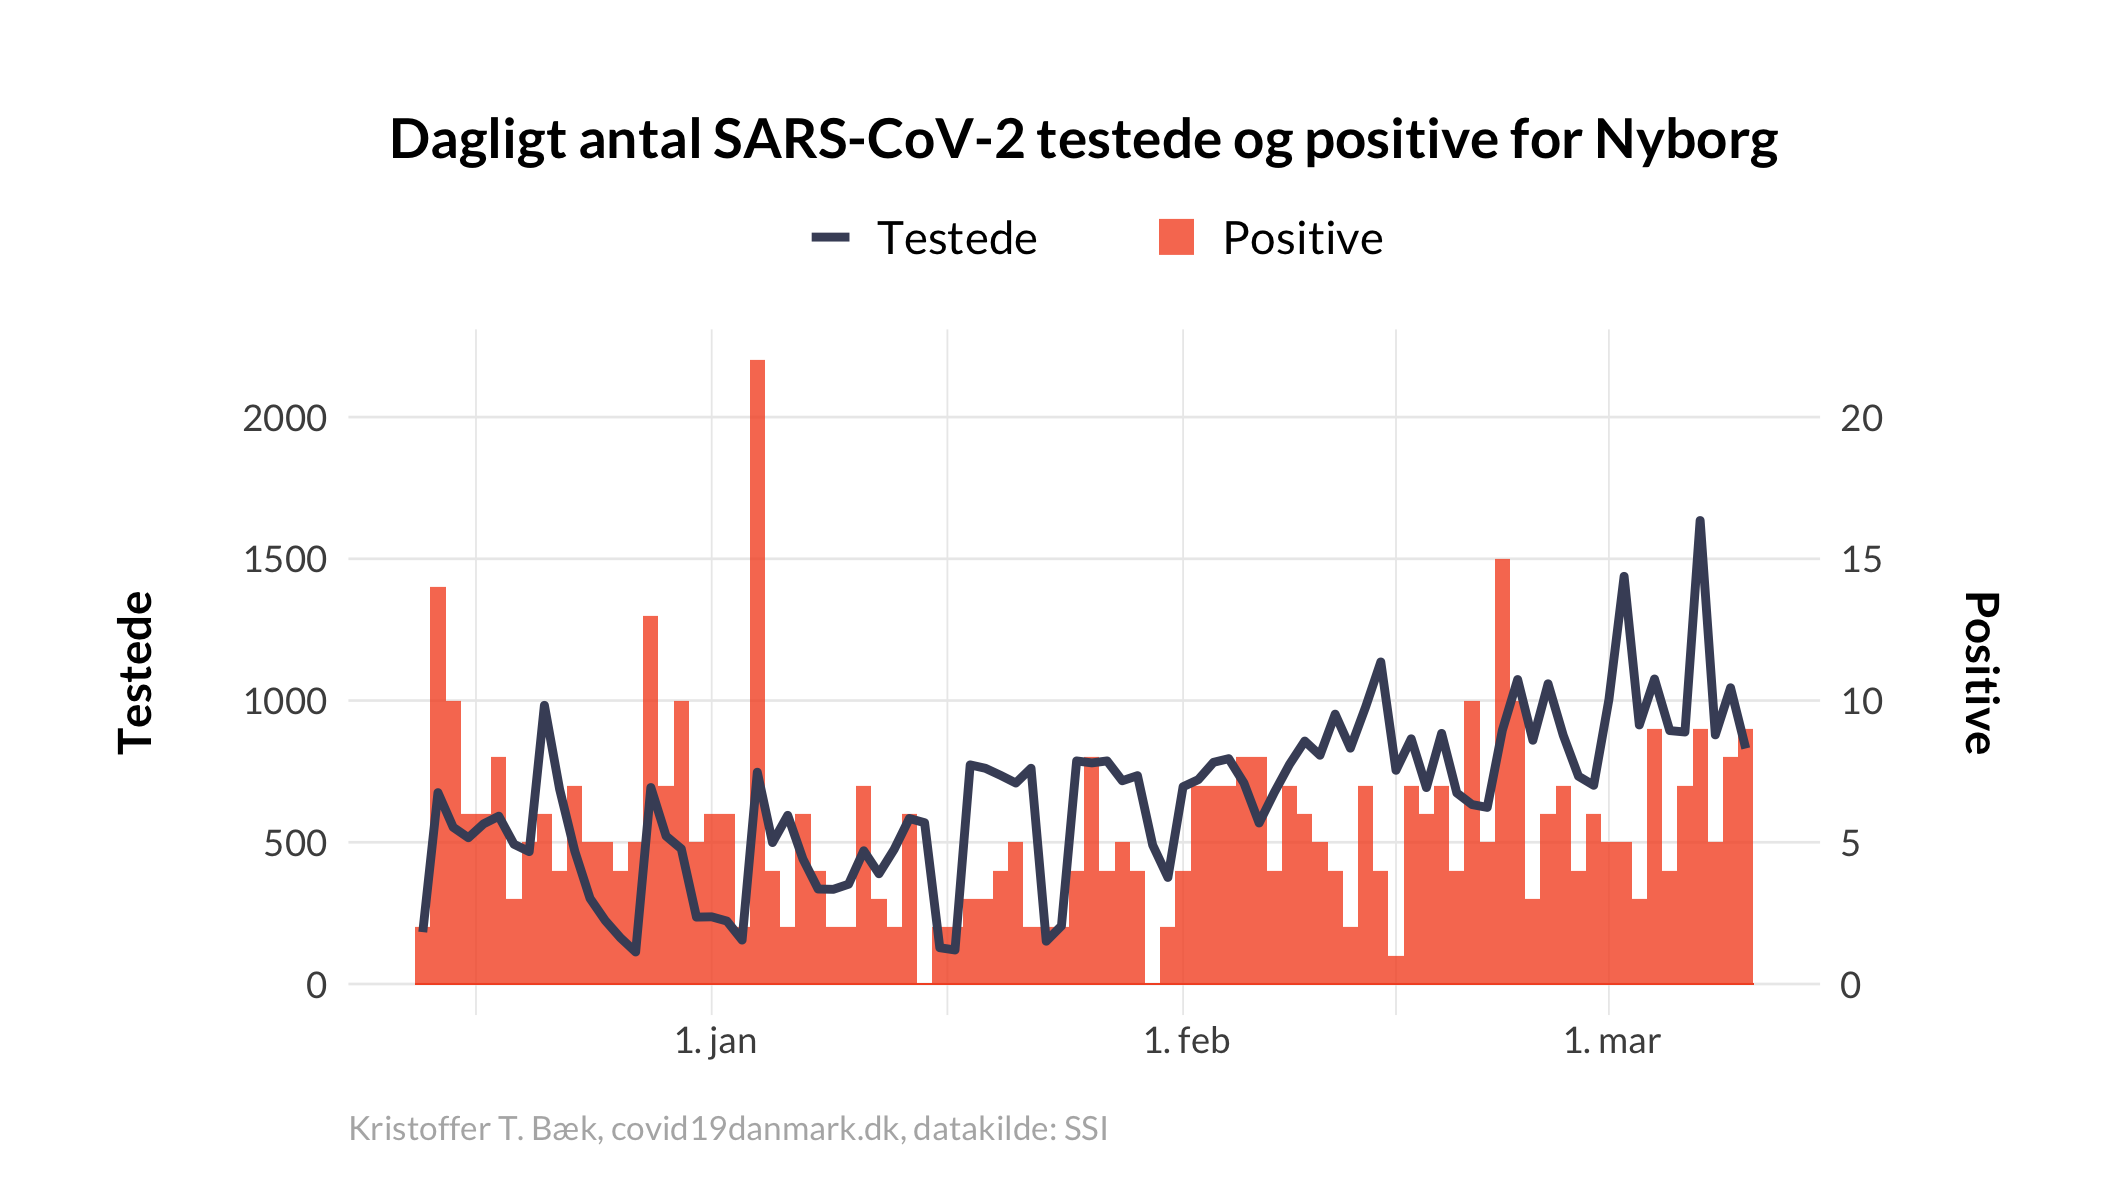 Dagligt antal SARS-CoV-2 testede og positive for Nyborg
Testede
Positive
Testede
2000
1500
1000
500
0
20
15
10
5
0
Positive
1. jan
1. feb
1. mar
Kristoffer T. Bæk, covid19danmark.dk, datakilde: SSI